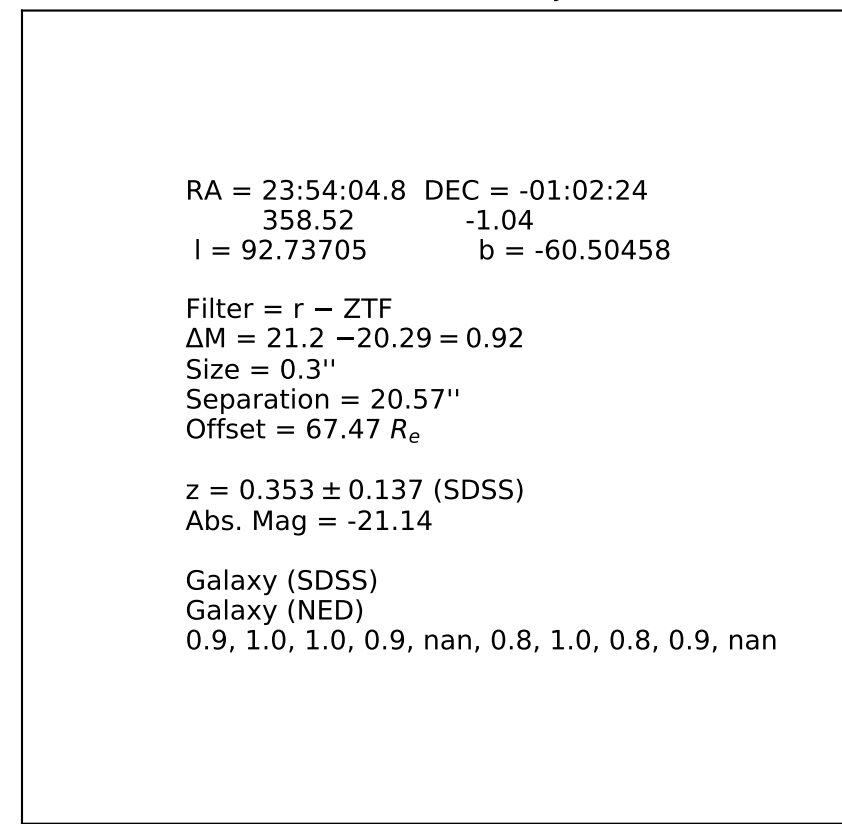 RA = 23:54:04.8 DEC = -01:02:24
358.52 -1.04
l = 92.73705 b = -60.50458
Filter = r − ZTF
ΔM = 21.2 −20.29 = 0.92
Size = 0.3''
Separation = 20.57''
Offset = 67.47 Rₑ
z = 0.353 ± 0.137 (SDSS)
Abs. Mag = -21.14
Galaxy (SDSS)
Galaxy (NED)
0.9, 1.0, 1.0, 0.9, nan, 0.8, 1.0, 0.8, 0.9, nan